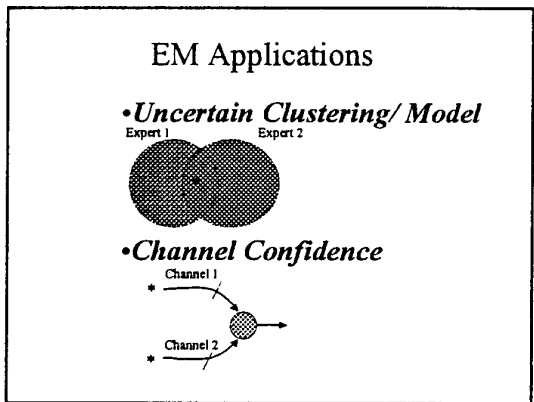 EM Applications
•Uncertain Clustering/ Model
Expert 1 Expert 2
•Channel Confidence
Channel 1
Channel 2